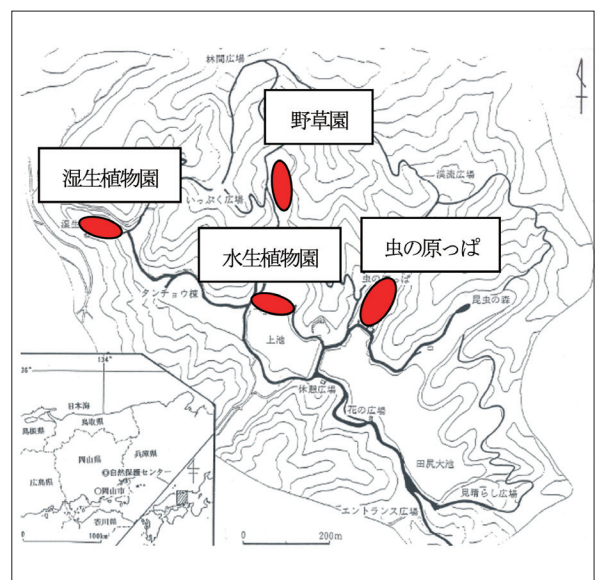 林間広場
野草園
渓流広場
湿生植物園
いっぷく広場
虫の原っぱ
水生植物園
タンチョウ棟
昆虫の森
上池
休憩広場
花の広場
田尻大池
見晴らし広場
エントランス広場
134°
日本海
鳥取県
島根県
岡山県
兵庫県
自然保護センター
広島県
岡山市
香川県
0 100km
0 200m